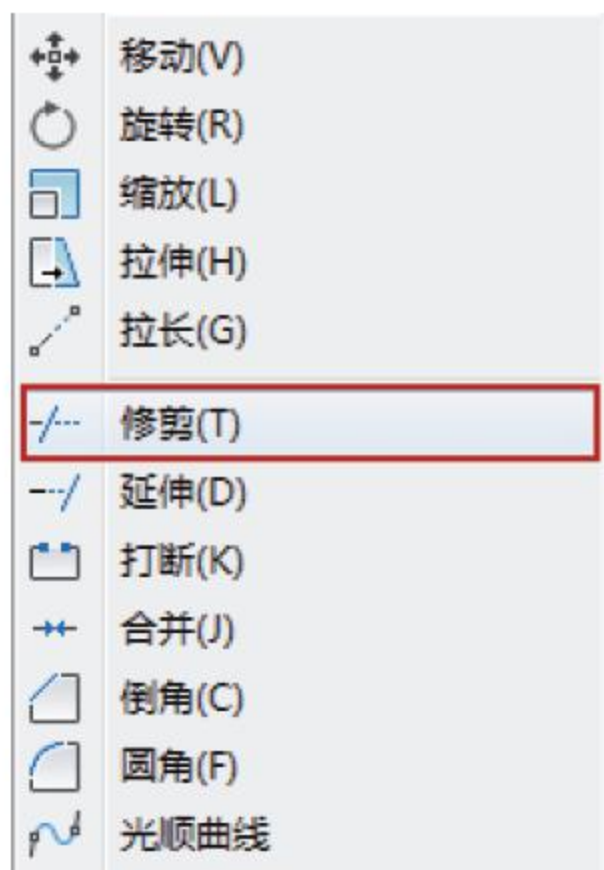 移动(V)
旋转(R)
缩放(L)
拉伸(H)
拉长(G)
修剪(T)
延伸(D)
打断(K)
合并(J)
倒角(C)
圆角(F)
光顺曲线